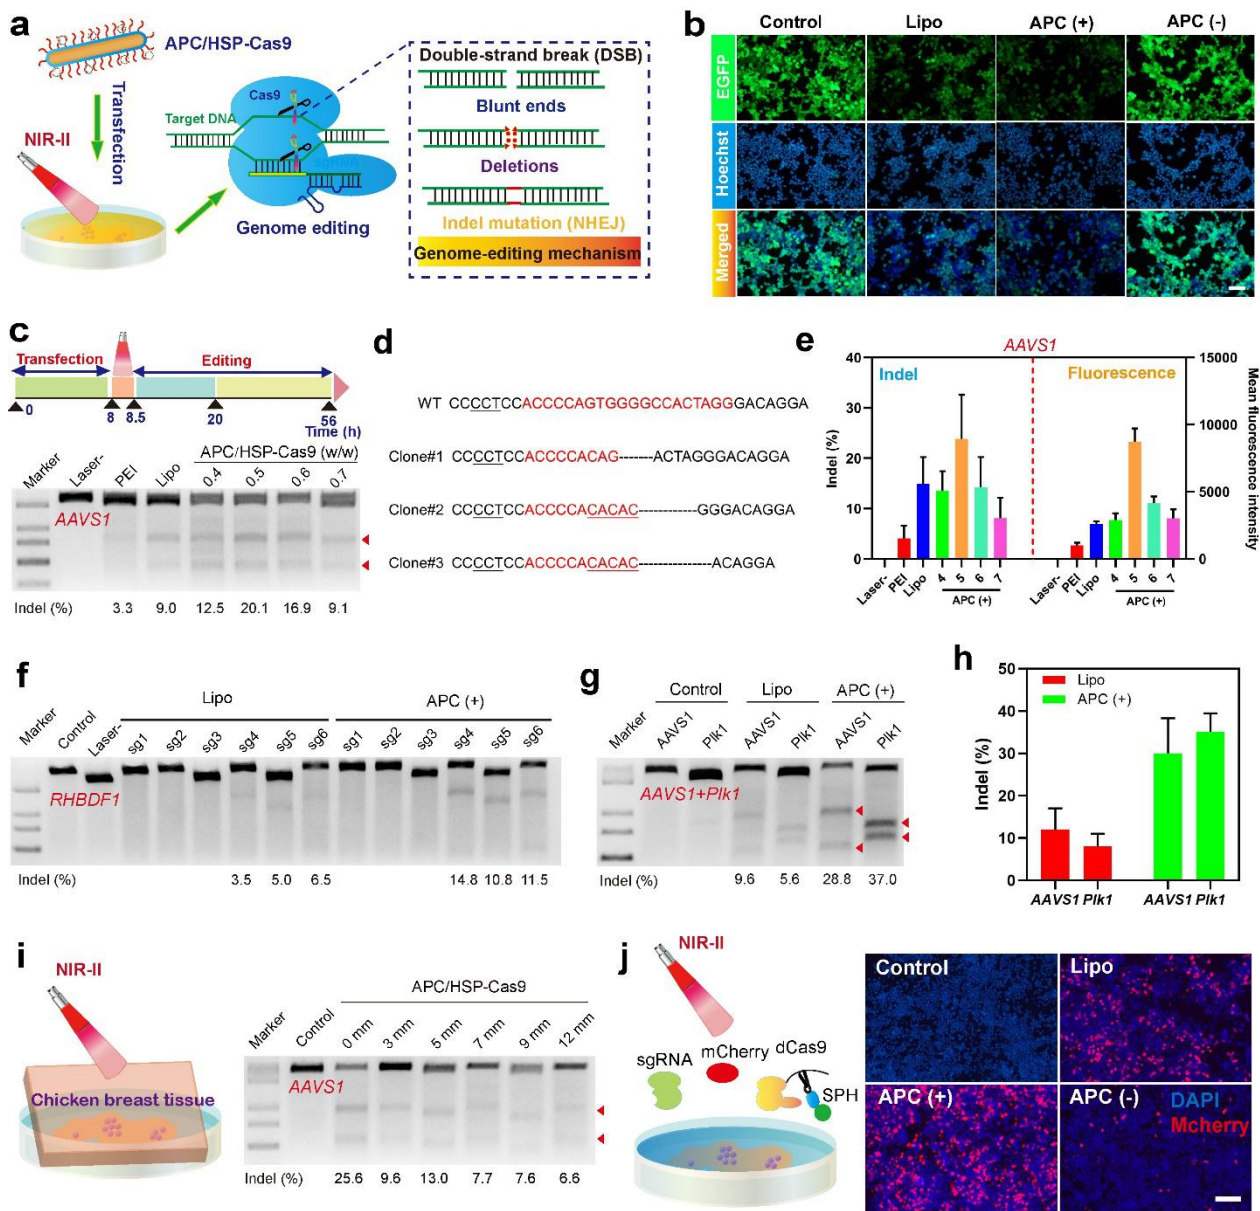 a
APC/HSP-Cas9
Transfection
NIR-II
Cas9
Target DNA
sgRNA
Genome editing
Double-strand break (DSB)
Blunt ends
Deletions
Indel mutation (NHEJ)
Genome-editing mechanism
b
Control Lipo APC (+) APC (-)
EGFP
Hoechst
Merged
c
Transfection Editing
0 8 8.5 20 56
Time (h)
APC/HSP-Cas9 (w/w)
Marker Laser- PEI Lipo 0.4 0.5 0.6 0.7
AAVS1
Indel (%) 3.3 9.0 12.5 20.1 16.9 9.1
d
WT CCCCTCCACCCCAGTGGGGCCACTAGGGACAGGA
Clone#1 CCCCTCCACCCCACAG-------ACTAGGGACAGGA
Clone#2 CCCCTCCACCCCACACAC------------GGGACAGGA
Clone#3 CCCCTCCACCCCACACAC---------------ACAGGA
e
AAVS1
Indel Fluorescence
Indel (%)
40
30
20
10
0
Mean fluorescence intensity
15000
10000
5000
0
Laser- PEI Lipo 4 5 6 7 Laser- PEI Lipo 4 5 6 7
APC (+) APC (+)
f
Lipo APC (+)
Marker Control Laser- sg1 sg2 sg3 sg4 sg5 sg6 sg1 sg2 sg3 sg4 sg5 sg6
RHBDF1
Indel (%) 3.5 5.0 6.5 14.8 10.8 11.5
g
Control Lipo APC (+)
Marker AAVS1 Plk1 AAVS1 Plk1 AAVS1 Plk1
AAVS1+Plk1
Indel (%) 9.6 5.6 28.8 37.0
h
Lipo
APC (+)
Indel (%)
50
40
30
20
10
0
AAVS1 Plk1 AAVS1 Plk1
i
NIR-II
Chicken breast tissue
APC/HSP-Cas9
Marker Control 0 mm 3 mm 5 mm 7 mm 9 mm 12 mm
AAVS1
Indel (%) 25.6 9.6 13.0 7.7 7.6 6.6
j
NIR-II
sgRNA mCherry dCas9
SPH
Control Lipo
APC (+) APC (-)
DAPI
Mcherry